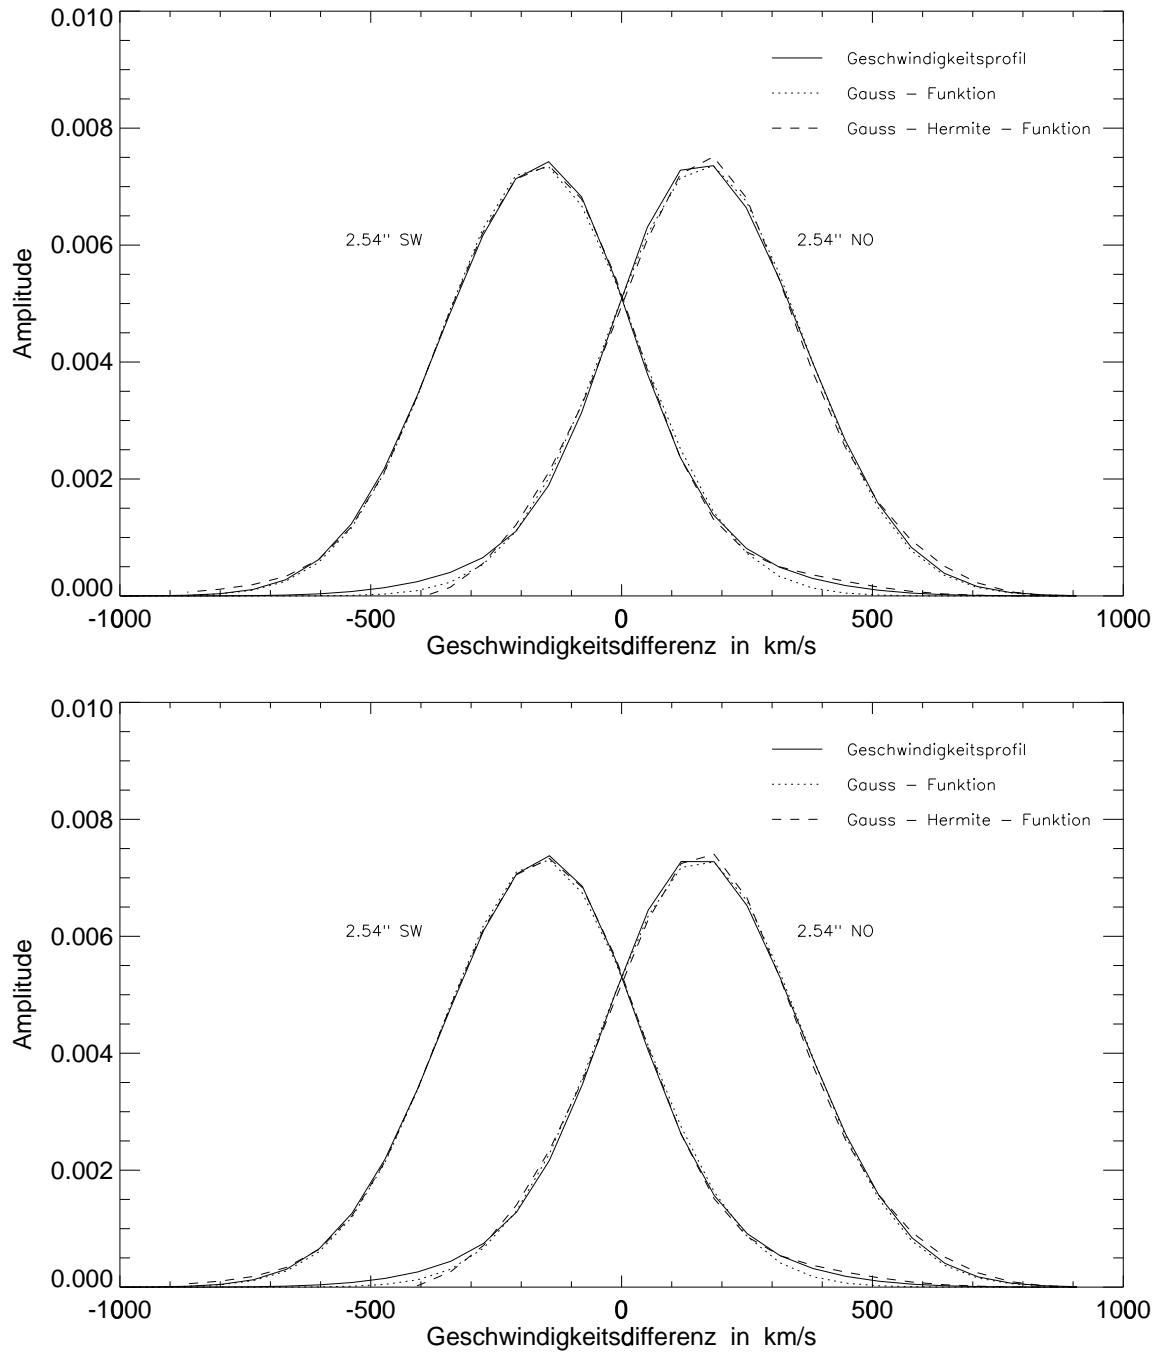 0.010
Geschwindigkeitsprofil
Gauss – Funktion
0.008
Gauss – Hermite – Funktion
2.54" SW
2.54" NO
0.006
Amplitude
0.004
0.002
0.000
-1000 -500 0 500 1000
Geschwindigkeitsdifferenz in km/s
0.010
Geschwindigkeitsprofil
Gauss – Funktion
0.008
Gauss – Hermite – Funktion
2.54" SW
2.54" NO
0.006
Amplitude
0.004
0.002
0.000
-1000 -500 0 500 1000
Geschwindigkeitsdifferenz in km/s